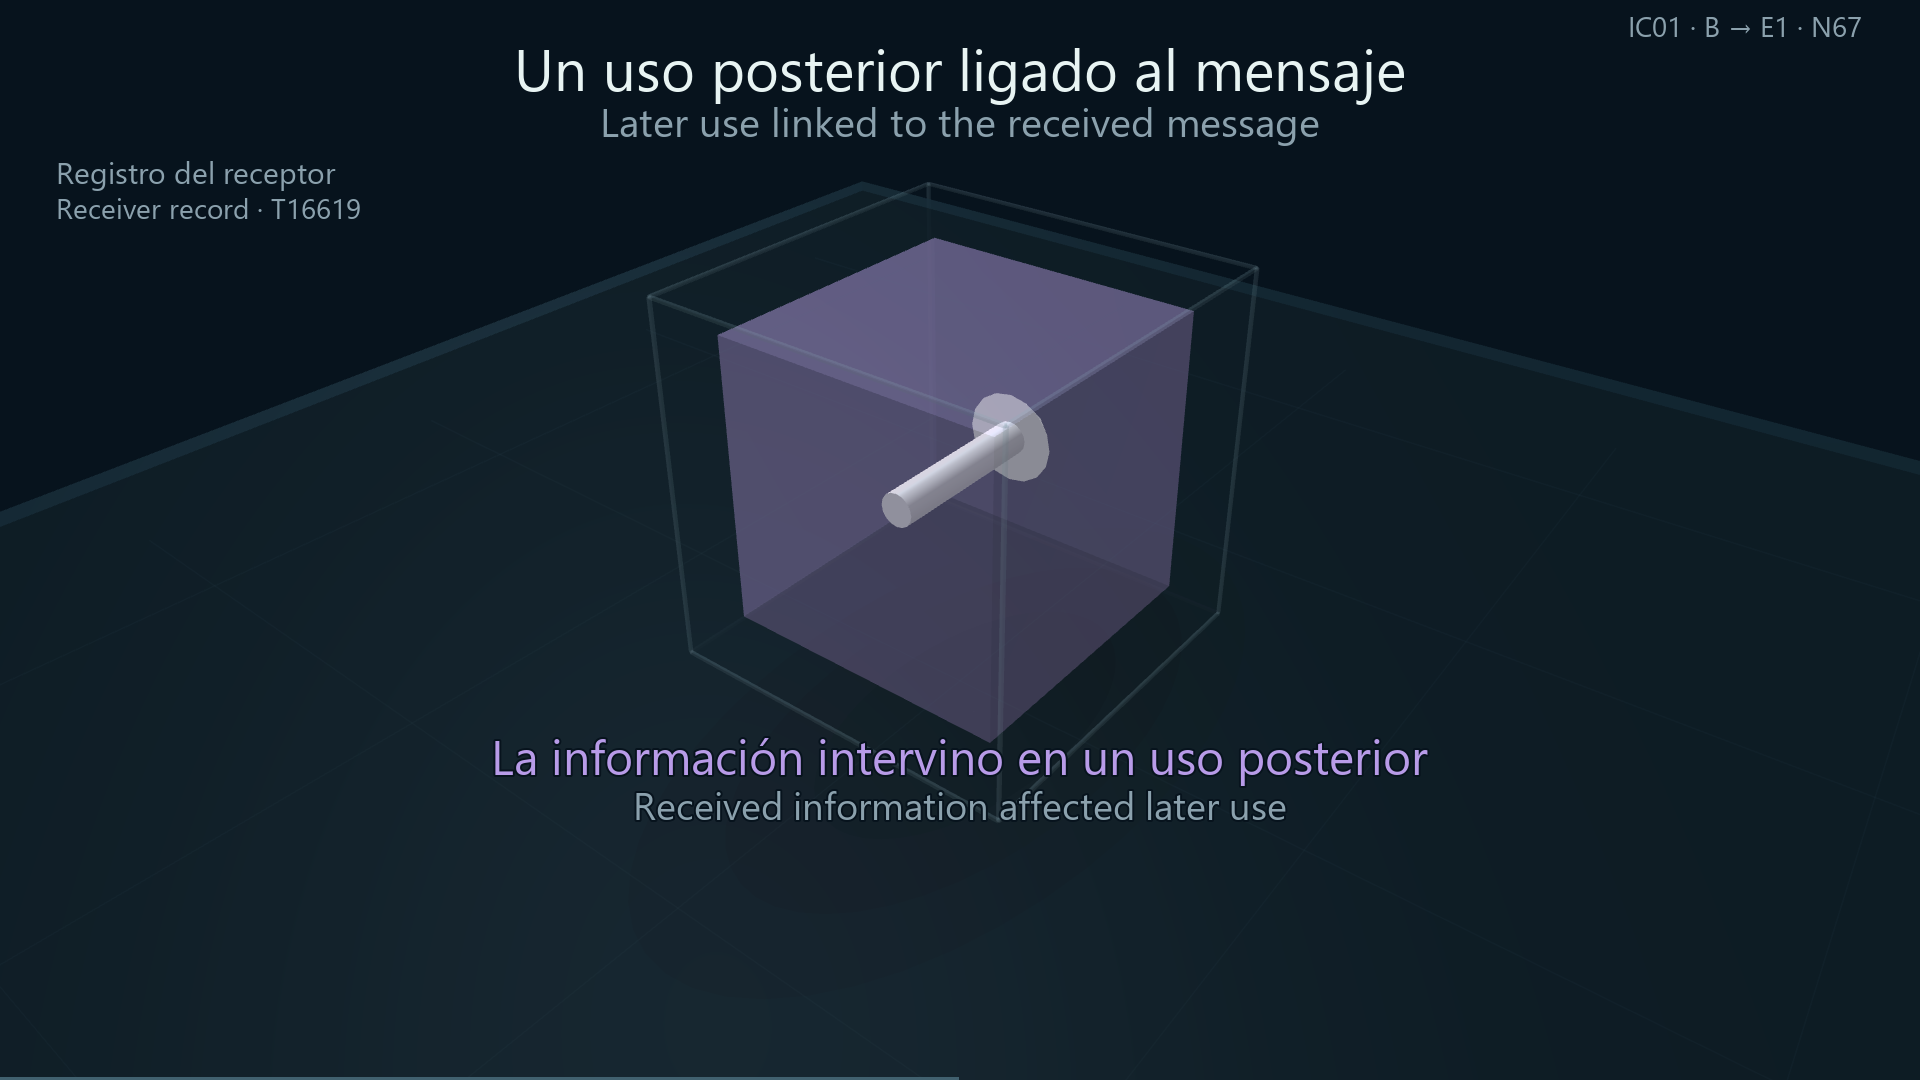 IC01 · B → E1 · N67
Un uso posterior ligado al mensaje
Later use linked to the received message
Registro del receptor
Receiver record · T16619
La información intervino en un uso posterior
Received information affected later use